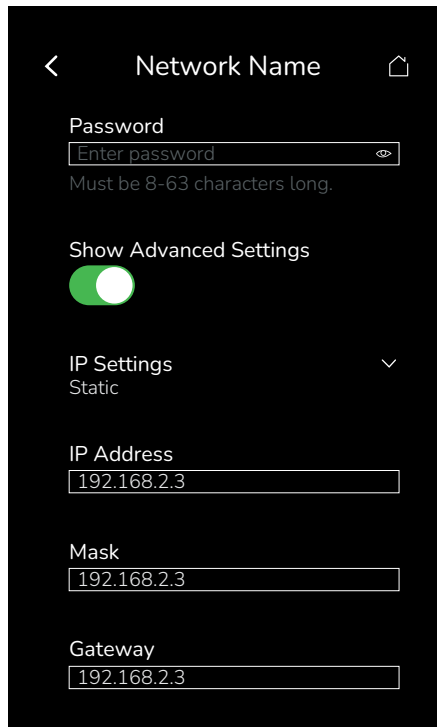 Network Name
Password
Enter password
Must be 8-63 characters long.
Show Advanced Settings
IP Settings
Static
IP Address
192.168.2.3
Mask
192.168.2.3
Gateway
192.168.2.3